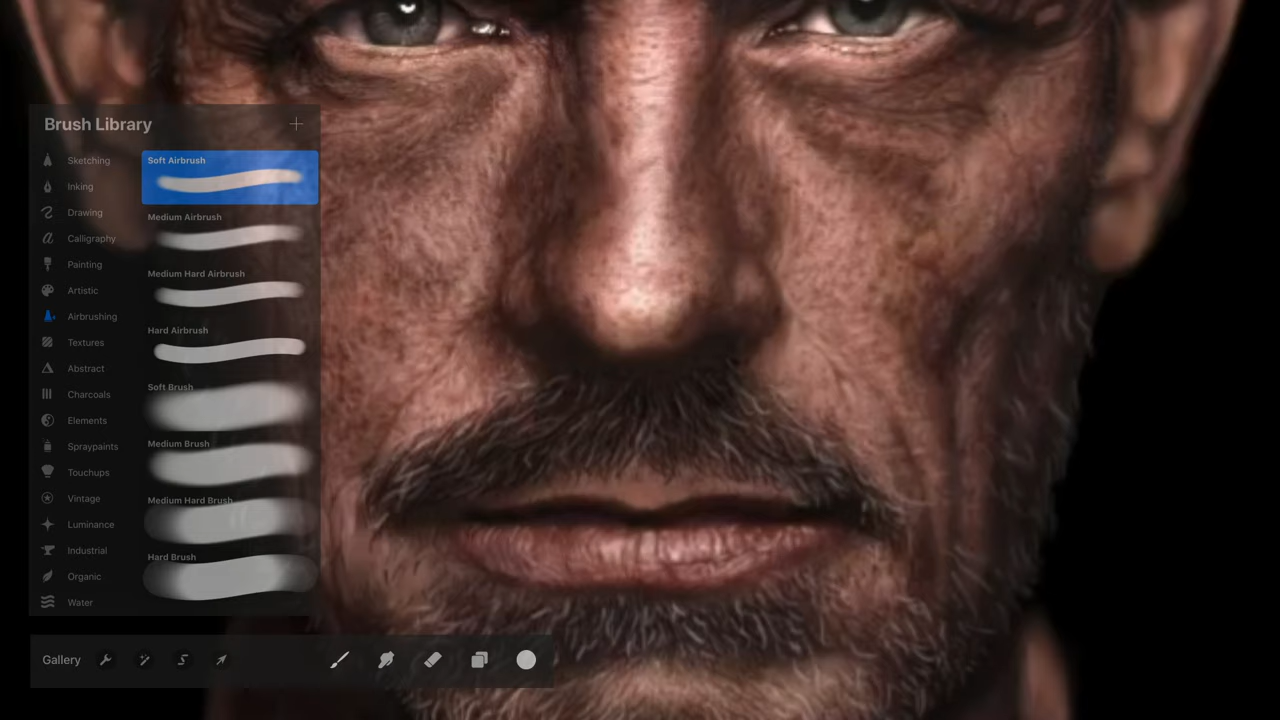 Brush Library
Sketching
Inking
Drawing
Calligraphy
Painting
Artistic
Airbrushing
Textures
Abstract
Charcoals
Elements
Spraypaints
Touchups
Vintage
Luminance
Industrial
Organic
Water
Soft Airbrush
Medium Airbrush
Medium Hard Airbrush
Hard Airbrush
Soft Brush
Medium Brush
Medium Hard Brush
Hard Brush
Gallery